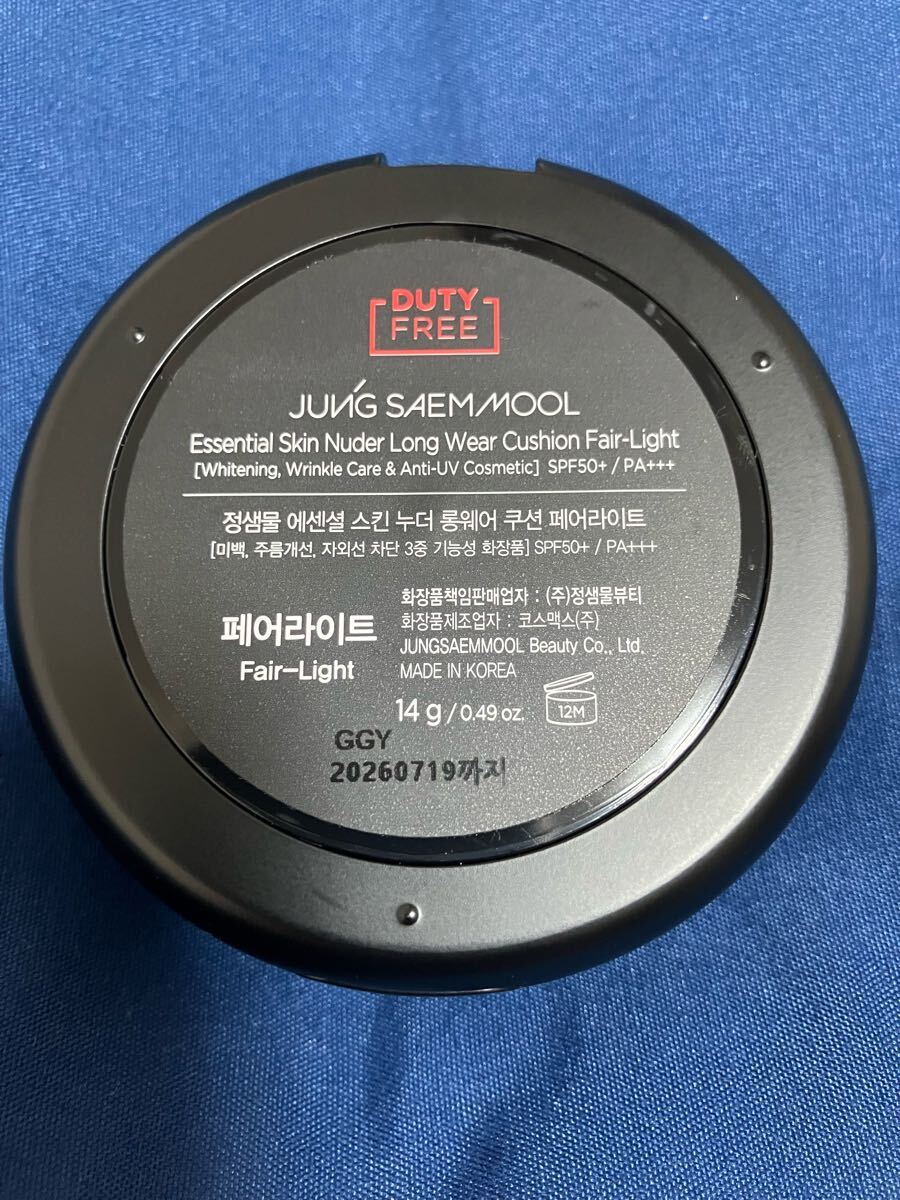 DUTY
FREE
JUNG SAEMMOOL
Essential Skin Nuder Long Wear Cushion Fair-Light
[Whitening, Wrinkle Care & Anti-UV Cosmetic] SPF50+ / PA+++
정샘물 에센셜 스킨 누더 롱웨어 쿠션 페어라이트
[미백, 주름개선, 자외선 차단 3중 기능성 화장품] SPF50+ / PA+++
페어라이트
Fair-Light
화장품책임판매업자 : (주)정샘물뷰티
화장품제조업자 : 코스맥스(주)
JUNGSAEMMOOL Beauty Co., Ltd.
MADE IN KOREA
14 g / 0.49 oz.
12M
GGY
20260719까지